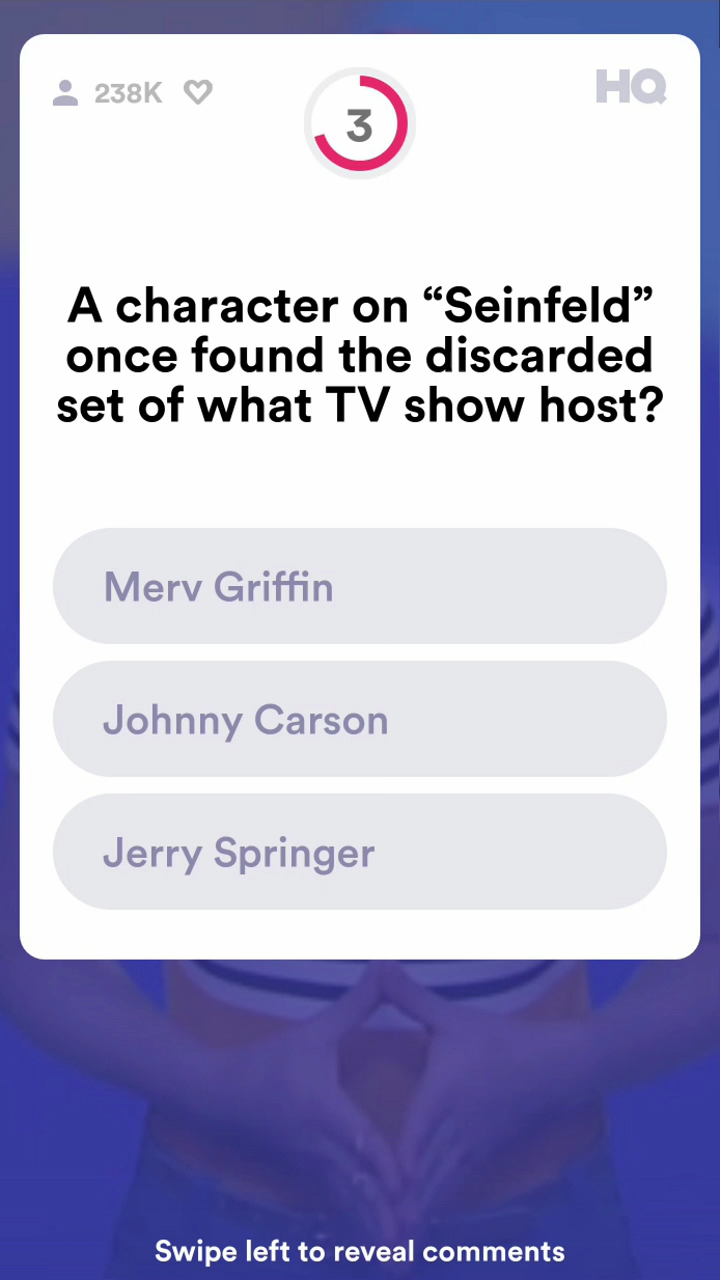 238K
3
HQ
A character on “Seinfeld”
once found the discarded
set of what TV show host?
Merv Griffin
Johnny Carson
Jerry Springer
Swipe left to reveal comments